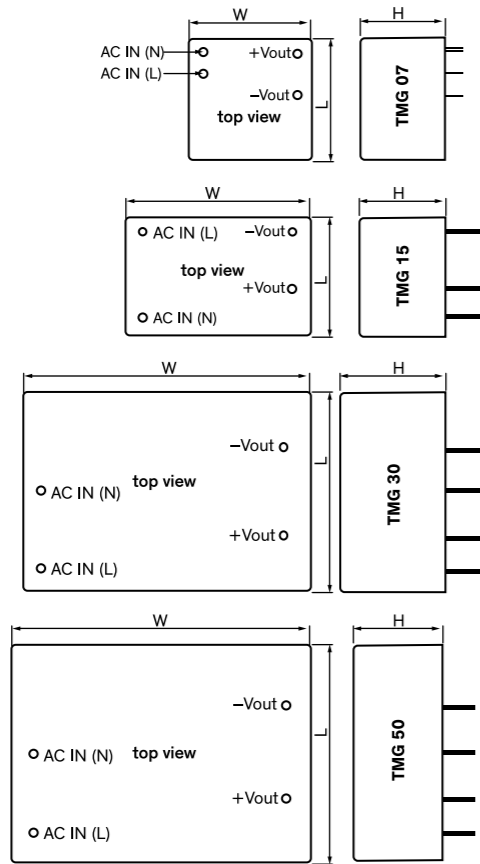 W
H
AC IN (N)
+Vout
AC IN (L)
−Vout
top view
L
TMG 07
W
H
AC IN (L)
−Vout
top view
+Vout
AC IN (N)
L
TMG 15
W
H
−Vout
AC IN (N)
top view
+Vout
AC IN (L)
L
TMG 30
W
H
−Vout
AC IN (N)
top view
+Vout
AC IN (L)
L
TMG 50